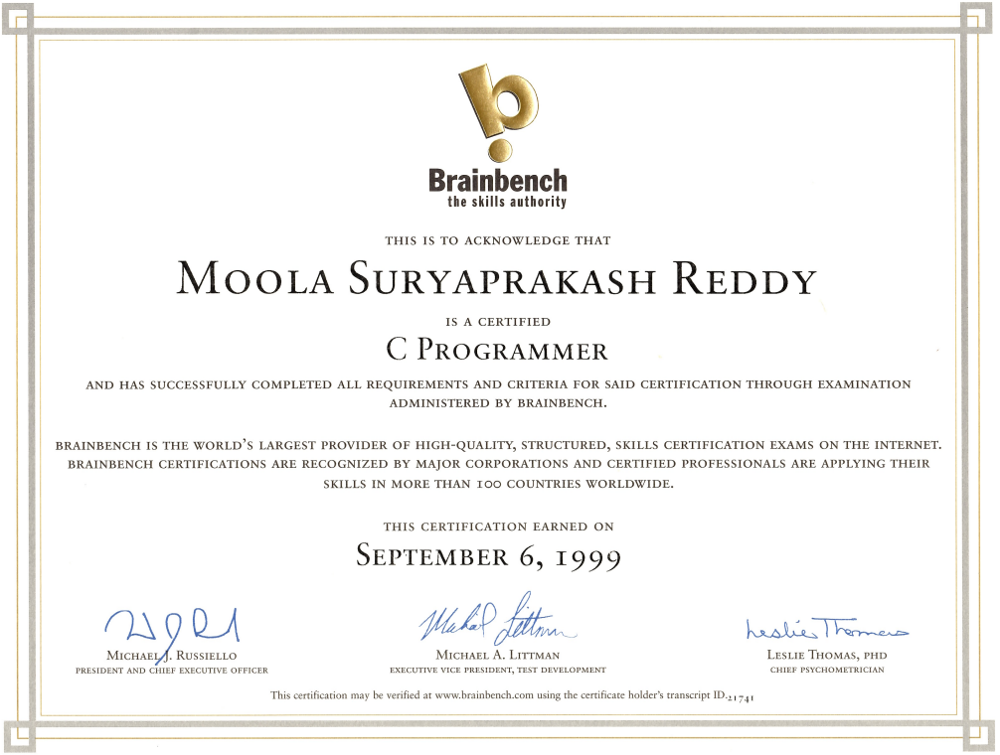 Brainbench
the skills authority
THIS IS TO ACKNOWLEDGE THAT
MOOLA SURYAPRAKASH REDDY
IS A CERTIFIED
C PROGRAMMER
AND HAS SUCCESSFULLY COMPLETED ALL REQUIREMENTS AND CRITERIA FOR SAID CERTIFICATION THROUGH EXAMINATION
ADMINISTERED BY BRAINBENCH.
BRAINBENCH IS THE WORLD'S LARGEST PROVIDER OF HIGH-QUALITY, STRUCTURED, SKILLS CERTIFICATION EXAMS ON THE INTERNET.
BRAINBENCH CERTIFICATIONS ARE RECOGNIZED BY MAJOR CORPORATIONS AND CERTIFIED PROFESSIONALS ARE APPLYING THEIR
SKILLS IN MORE THAN 100 COUNTRIES WORLDWIDE.
THIS CERTIFICATION EARNED ON
SEPTEMBER 6, 1999
Michael Littman
Leslie Thomas
MICHAEL J. RUSSIELLO
PRESIDENT AND CHIEF EXECUTIVE OFFICER
MICHAEL A. LITTMAN
EXECUTIVE VICE PRESIDENT, TEST DEVELOPMENT
LESLIE THOMAS, PHD
CHIEF PSYCHOMETRICIAN
This certification may be verified at www.brainbench.com using the certificate holder's transcript ID.21741